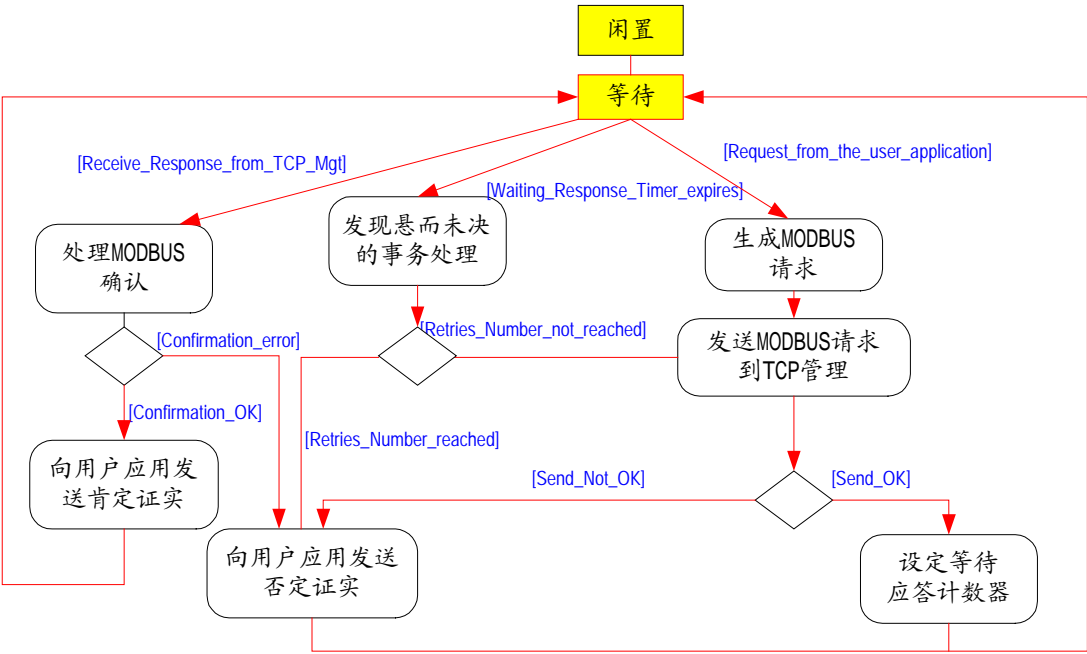 闲置
等待
[Receive_Response_from_TCP_Mgt]
[Request_from_the_user_application]
[Waiting_Response_Timer_expires]
处理MODBUS
确认
发现悬而未决
的事务处理
生成MODBUS
请求
[Confirmation_error]
[Retries_Number_not_reached]
发送MODBUS请求
到TCP管理
[Confirmation_OK]
[Retries_Number_reached]
向用户应用发
送肯定证实
[Send_Not_OK]
[Send_OK]
向用户应用发送
否定证实
设定等待
应答计数器